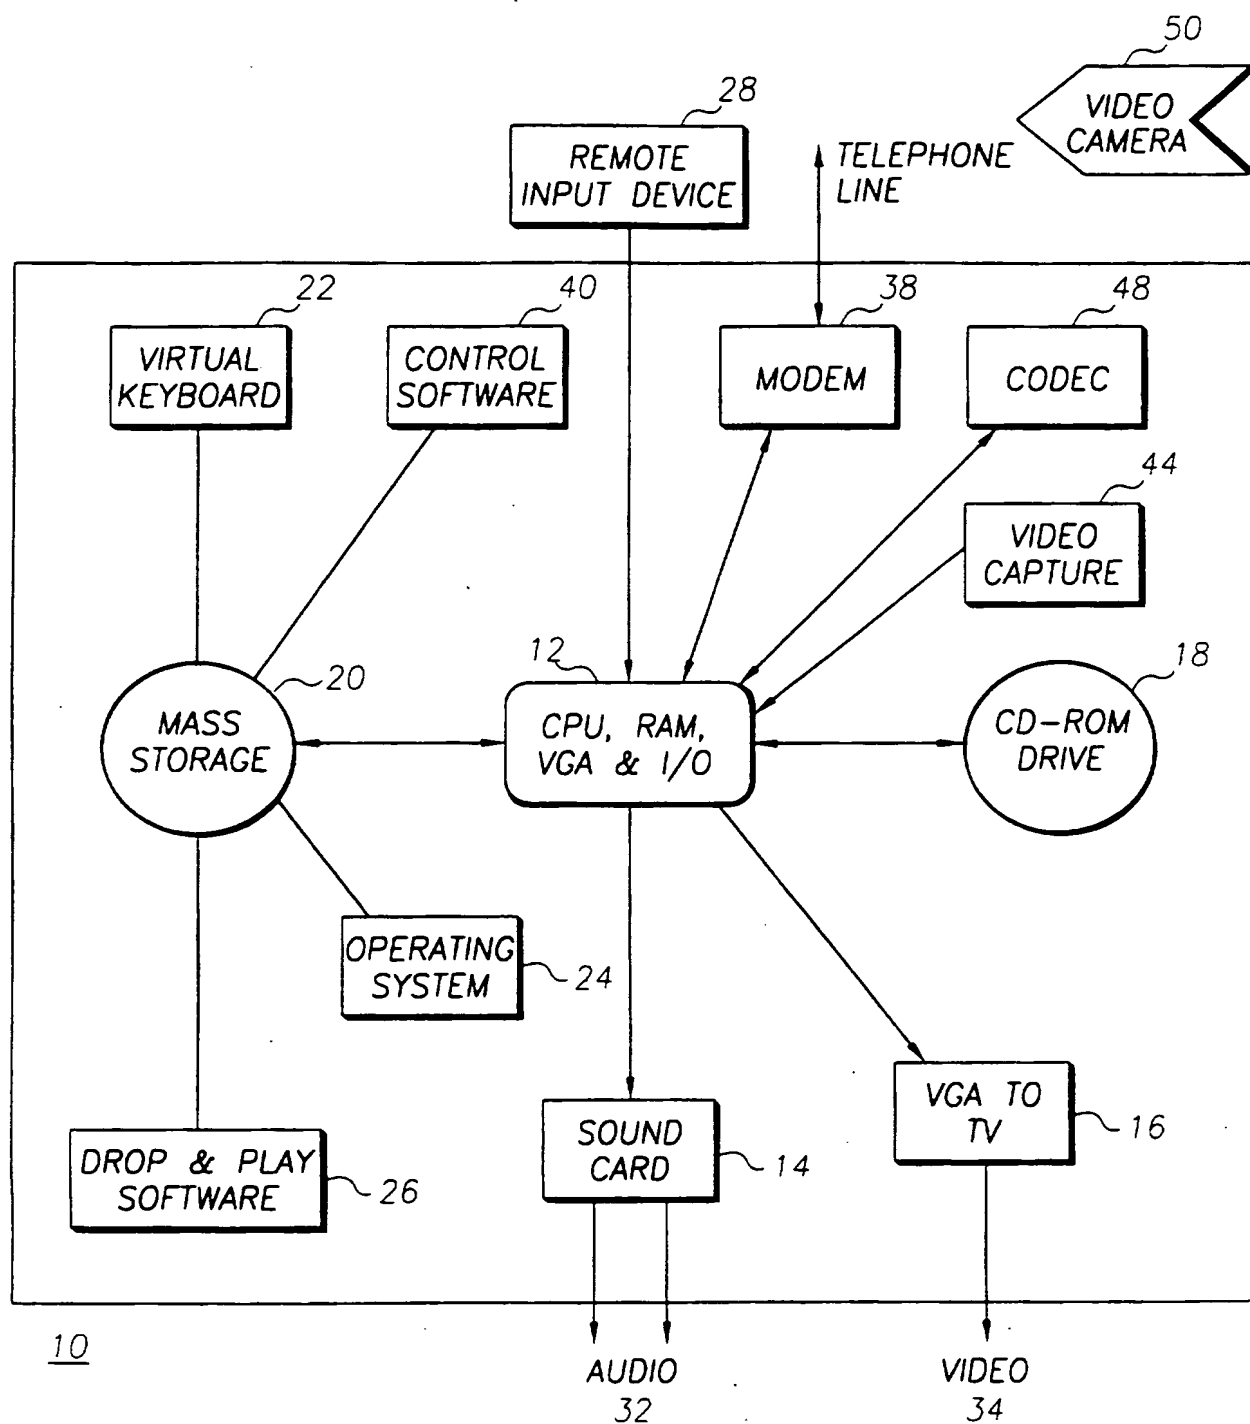 50
VIDEO
CAMERA
28
REMOTE
INPUT DEVICE
TELEPHONE
LINE
22
VIRTUAL
KEYBOARD
40
CONTROL
SOFTWARE
38
MODEM
48
CODEC
44
VIDEO
CAPTURE
20
MASS
STORAGE
12
CPU, RAM,
VGA & I/O
18
CD-ROM
DRIVE
OPERATING
SYSTEM
24
DROP & PLAY
SOFTWARE
26
SOUND
CARD
14
VGA TO
TV
16
10
AUDIO
32
VIDEO
34